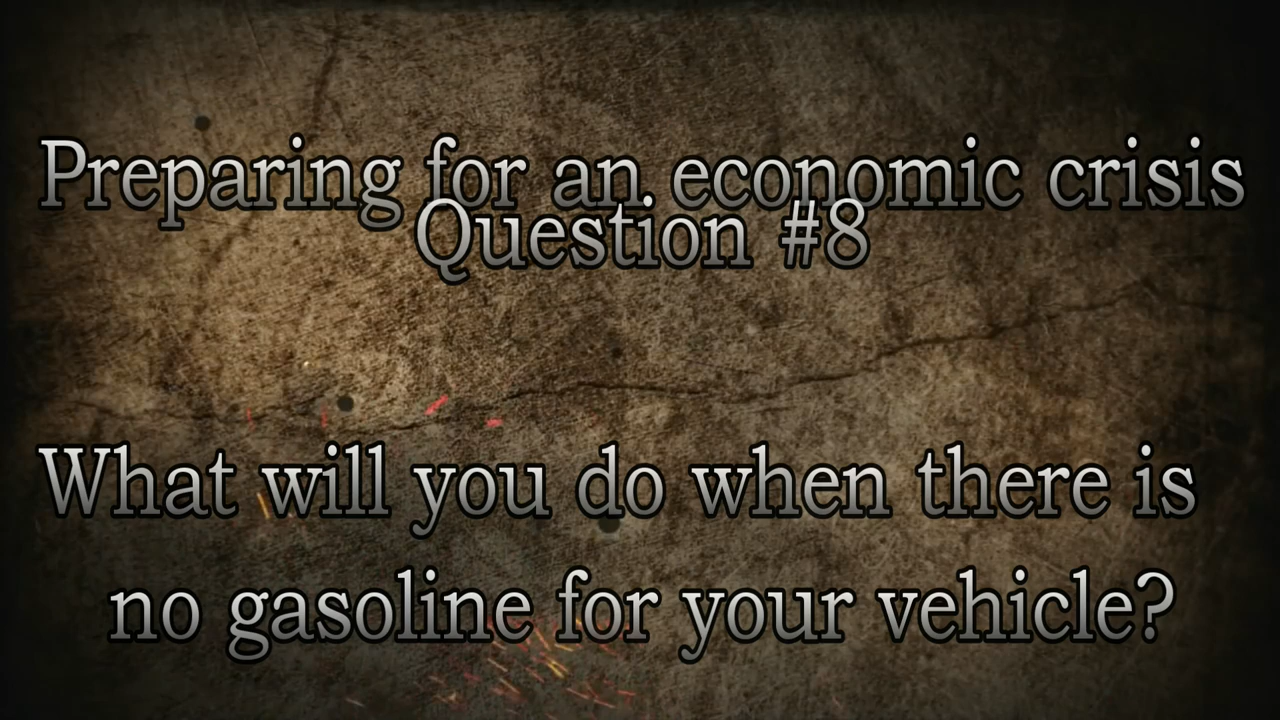 Preparing for an economic crisis
Question #8
What will you do when there is
no gasoline for your vehicle?